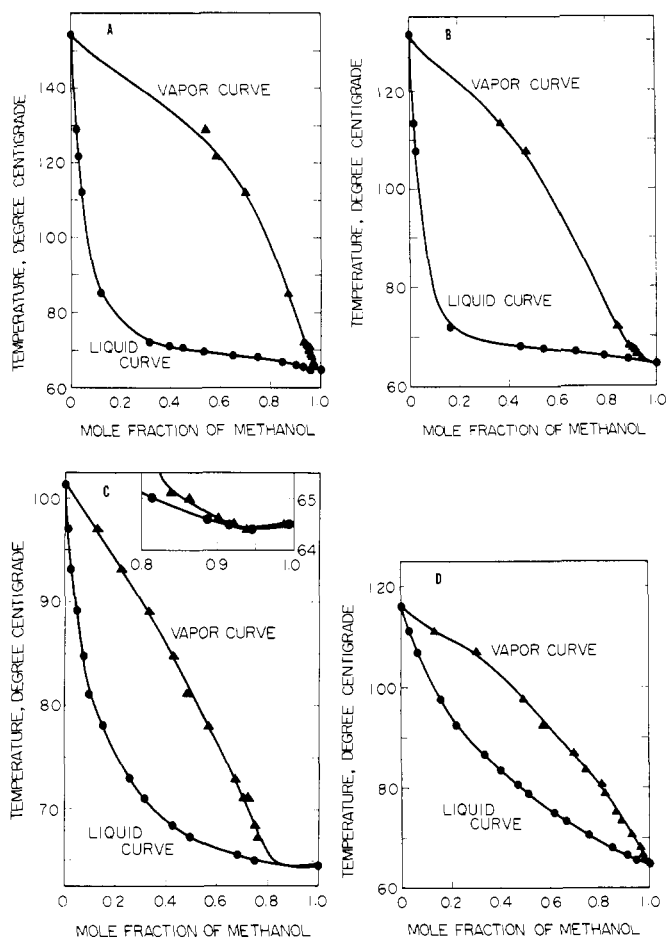 A
VAPOR CURVE
LIQUID CURVE
TEMPERATURE, DEGREE CENTIGRADE
140
120
100
80
60
0 0.2 0.4 0.6 0.8 1.0
MOLE FRACTION OF METHANOL
B
VAPOR CURVE
LIQUID CURVE
TEMPERATURE, DEGREE CENTIGRADE
120
100
80
60
0 0.2 0.4 0.6 0.8 1.0
MOLE FRACTION OF METHANOL
C
65
64
0.8 0.9 1.0
VAPOR CURVE
LIQUID CURVE
TEMPERATURE, DEGREE CENTIGRADE
100
90
80
70
0 0.2 0.4 0.6 0.8 1.0
MOLE FRACTION OF METHANOL
D
VAPOR CURVE
LIQUID CURVE
TEMPERATURE, DEGREE CENTIGRADE
120
100
80
60
0 0.2 0.4 0.6 0.8 1.0
MOLE FRACTION OF METHANOL